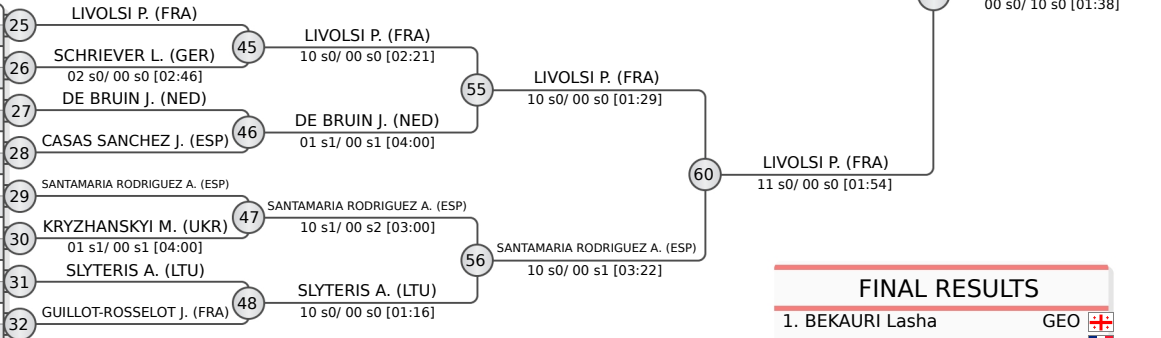 00 s0/ 10 s0 [01:38]
25
LIVOLSI P. (FRA)
45
LIVOLSI P. (FRA)
10 s0/ 00 s0 [02:21]
26
SCHRIEVER L. (GER)
02 s0/ 00 s0 [02:46]
55
LIVOLSI P. (FRA)
10 s0/ 00 s0 [01:29]
27
DE BRUIN J. (NED)
46
DE BRUIN J. (NED)
01 s1/ 00 s1 [04:00]
28
CASAS SANCHEZ J. (ESP)
60
LIVOLSI P. (FRA)
11 s0/ 00 s0 [01:54]
29
SANTAMARIA RODRIGUEZ A. (ESP)
47
SANTAMARIA RODRIGUEZ A. (ESP)
10 s1/ 00 s2 [03:00]
30
KRYZHANSKYI M. (UKR)
01 s1/ 00 s1 [04:00]
56
SANTAMARIA RODRIGUEZ A. (ESP)
10 s0/ 00 s1 [03:22]
31
SLYTERIS A. (LTU)
48
SLYTERIS A. (LTU)
10 s0/ 00 s0 [01:16]
32
GUILLOT-ROSSELOT J. (FRA)
FINAL RESULTS
1. BEKAURI Lasha GEO